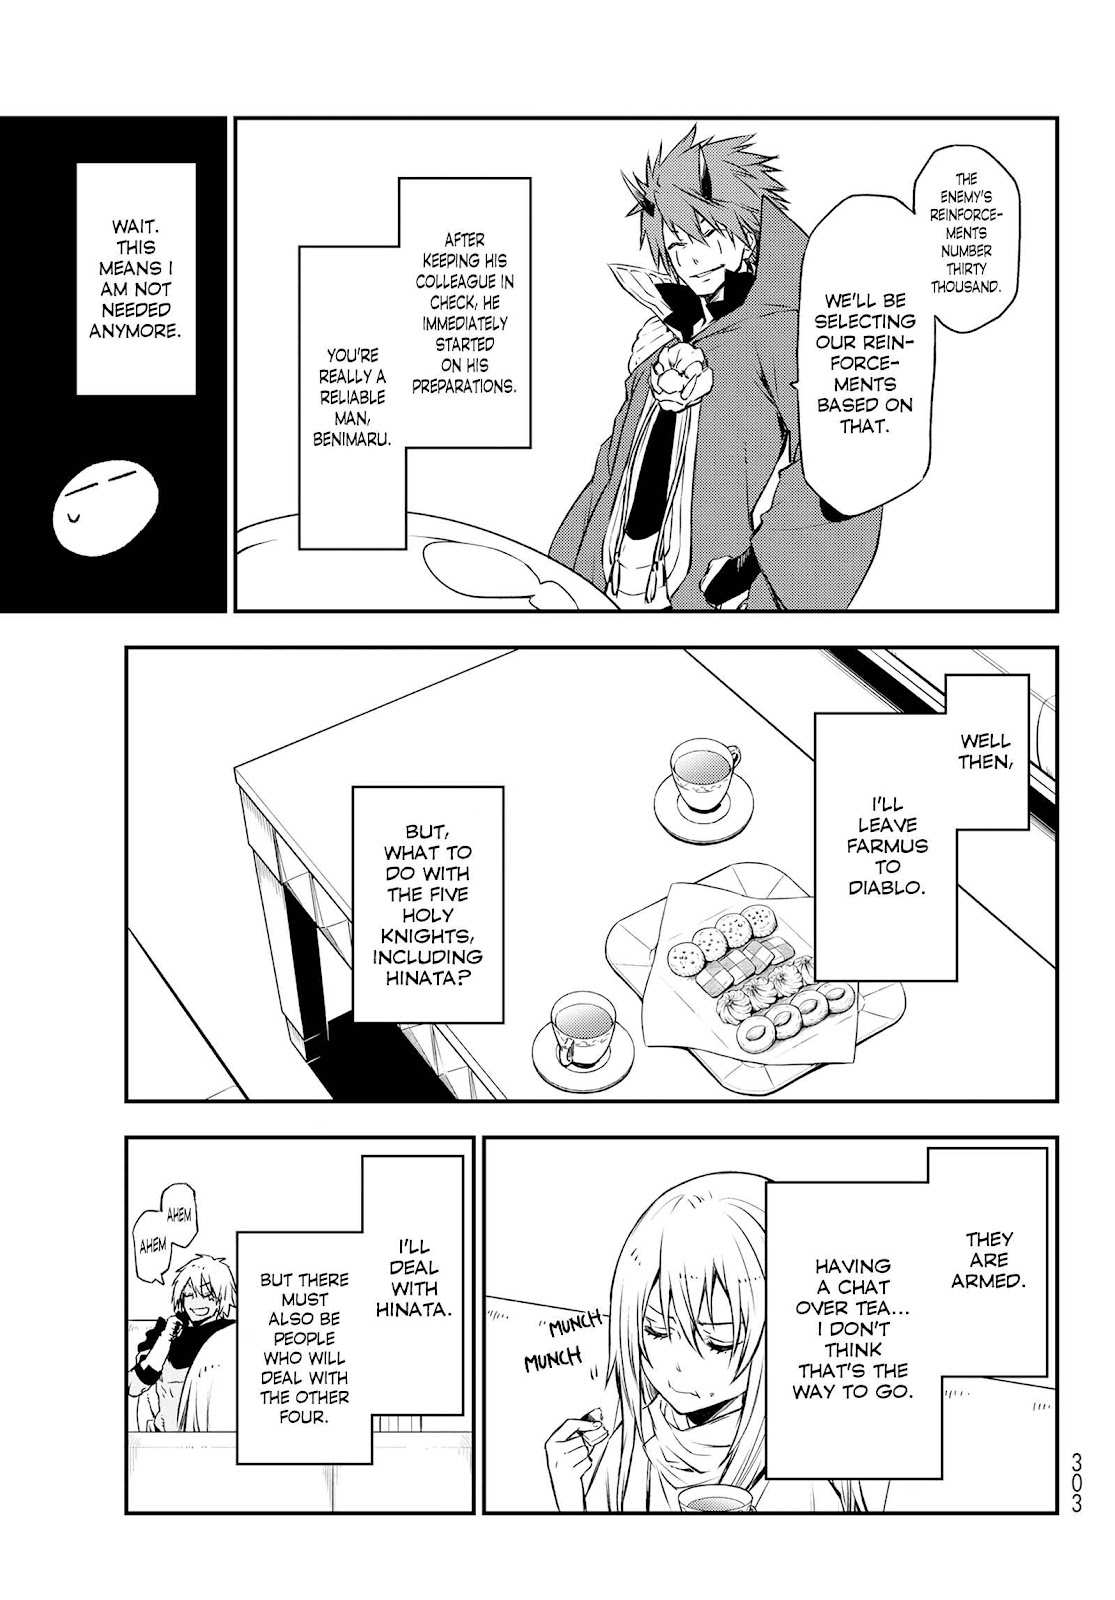 THE
ENEMY'S
REINFORCE-
MENTS
NUMBER
THIRTY
THOUSAND.
WE'LL BE
SELECTING
OUR REIN-
FORCE-
MENTS
BASED ON
THAT.
AFTER
KEEPING HIS
COLLEAGUE IN
CHECK, HE
IMMEDIATELY
STARTED
ON HIS
PREPARATIONS.
YOU'RE
REALLY A
RELIABLE
MAN,
BENIMARU.
WAIT.
THIS
MEANS I
AM NOT
NEEDED
ANYMORE.
WELL
THEN,
I'LL
LEAVE
FARMUS
TO
DIABLO.
BUT,
WHAT TO
DO WITH
THE FIVE
HOLY
KNIGHTS,
INCLUDING
HINATA?
THEY
ARE
ARMED.
HAVING
A CHAT
OVER TEA...
I DON'T
THINK
THAT'S THE
WAY TO GO.
MUNCH
MUNCH
I'LL
DEAL
WITH
HINATA.
BUT THERE
MUST
ALSO BE
PEOPLE
WHO WILL
DEAL WITH
THE OTHER
FOUR.
AHEM
AHEM
303